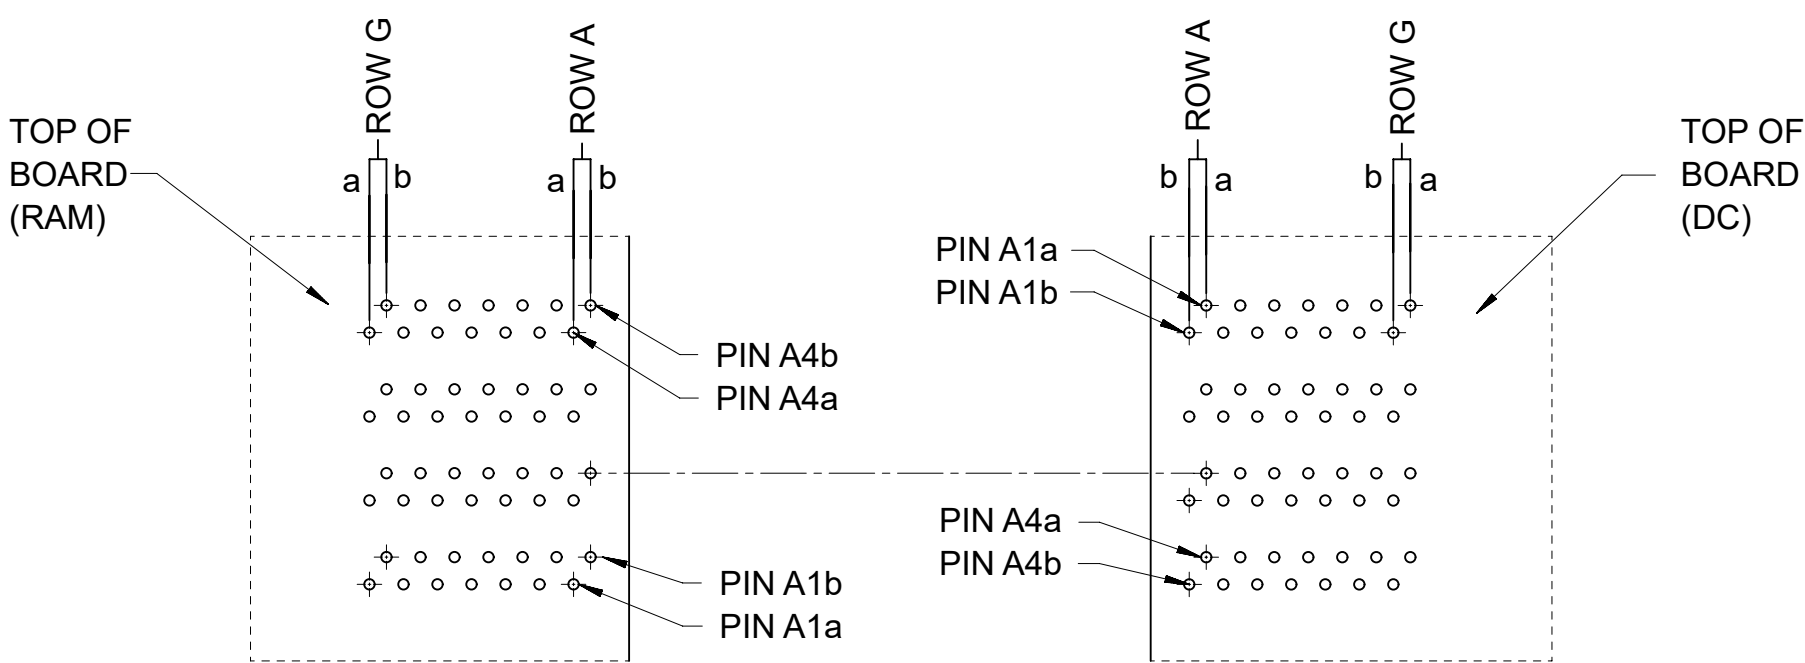 ROW G
ROW A
ROW A
ROW G
TOP OF
BOARD
(RAM)
TOP OF
BOARD
(DC)
a
b
a
b
b
a
b
a
PIN A1a
PIN A1b
PIN A4b
PIN A4a
PIN A4a
PIN A4b
PIN A1b
PIN A1a